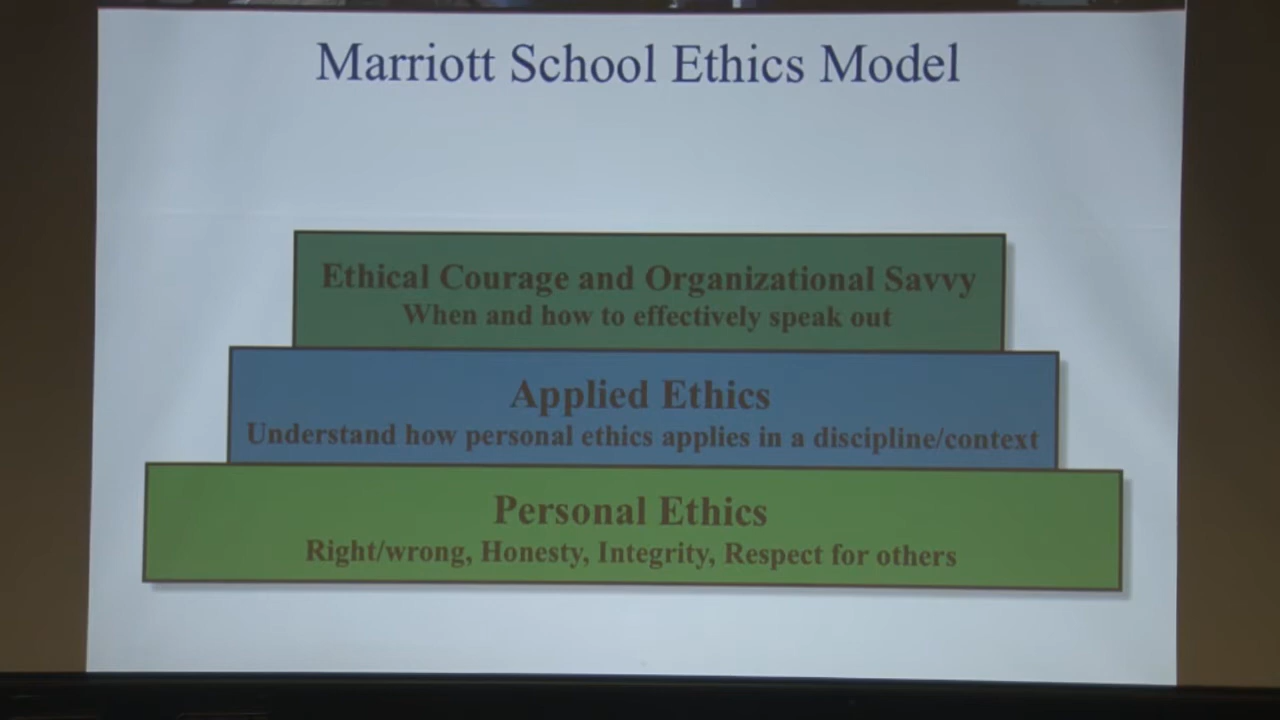 Marriott School Ethics Model
Ethical Courage and Organizational Savvy
When and how to effectively speak out
Applied Ethics
Understand how personal ethics applies in a discipline/context
Personal Ethics
Right/wrong, Honesty, Integrity, Respect for others